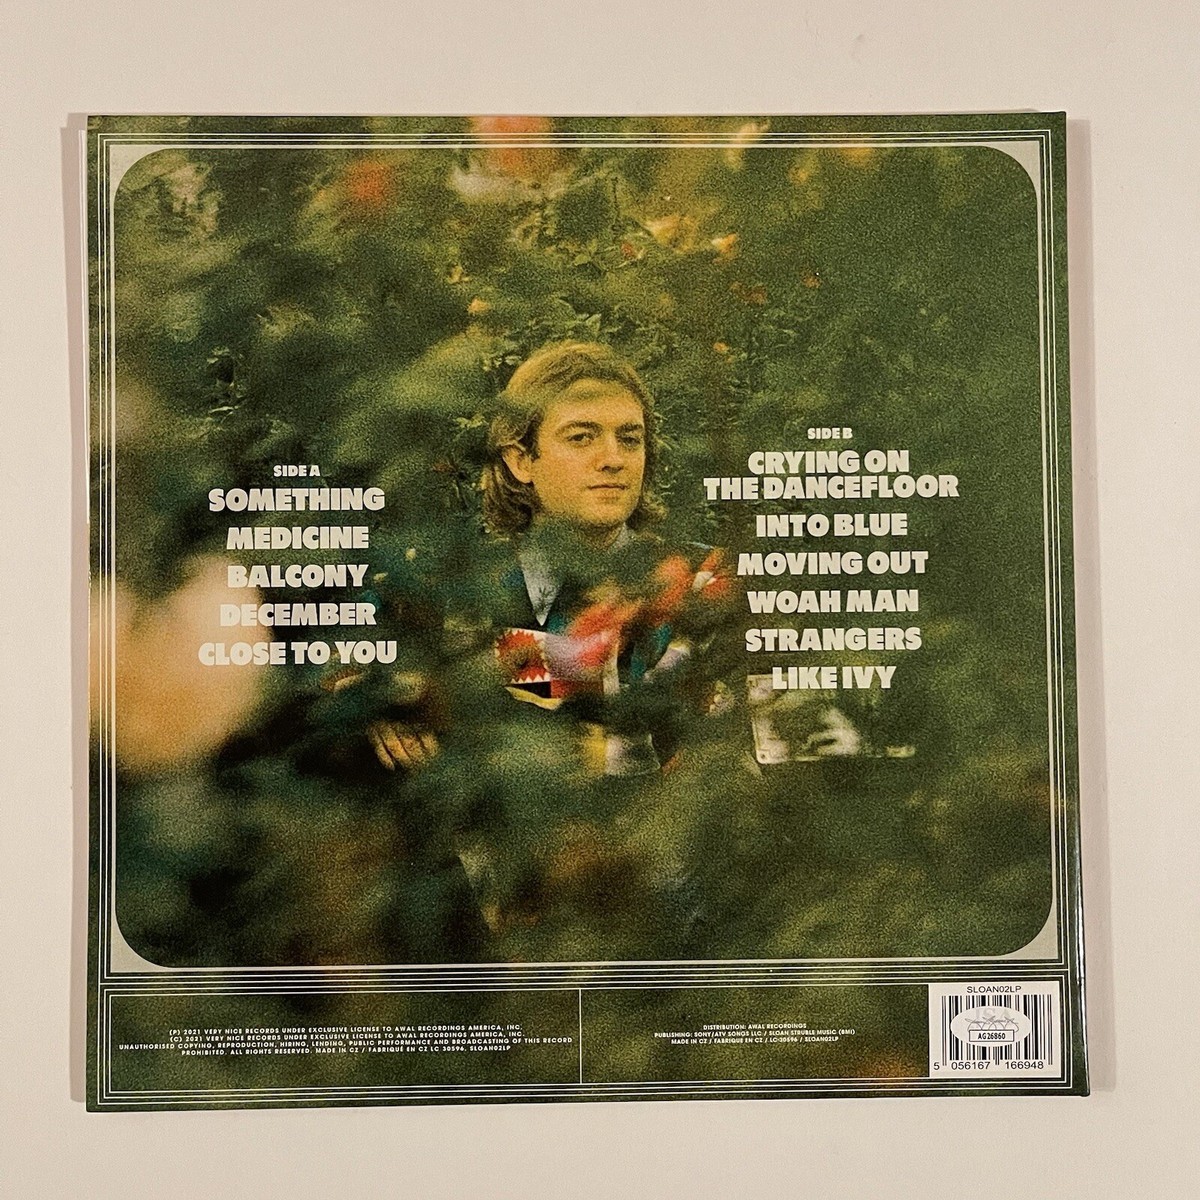 SIDE A
SOMETHING
MEDICINE
BALCONY
DECEMBER
CLOSE TO YOU
SIDE B
CRYING ON
THE DANCEFLOOR
INTO BLUE
MOVING OUT
WOAH MAN
STRANGERS
LIKE IVY
(P) 2021 VERY NICE RECORDS UNDER EXCLUSIVE LICENSE TO AWAL RECORDINGS AMERICA, INC.
(C) 2021 VERY NICE RECORDS UNDER EXCLUSIVE LICENSE TO AWAL RECORDINGS AMERICA, INC.
UNAUTHORISED COPYING, REPRODUCTION, HIRING, LENDING, PUBLIC PERFORMANCE AND BROADCASTING OF THIS RECORD
PROHIBITED. ALL RIGHTS RESERVED. MADE IN CZ / FABRIQUÉ EN CZ LC 30596. SLOAN02LP
DISTRIBUTION: AWAL RECORDINGS
PUBLISHING: SONY/ATV SONGS LLC / SLOAN STRUBLE MUSIC (BMI)
MADE IN CZ / FABRIQUÉ EN CZ / LC-30596 / SLOAN02LP
SLOAN02LP
AG26860
5 056167 166948